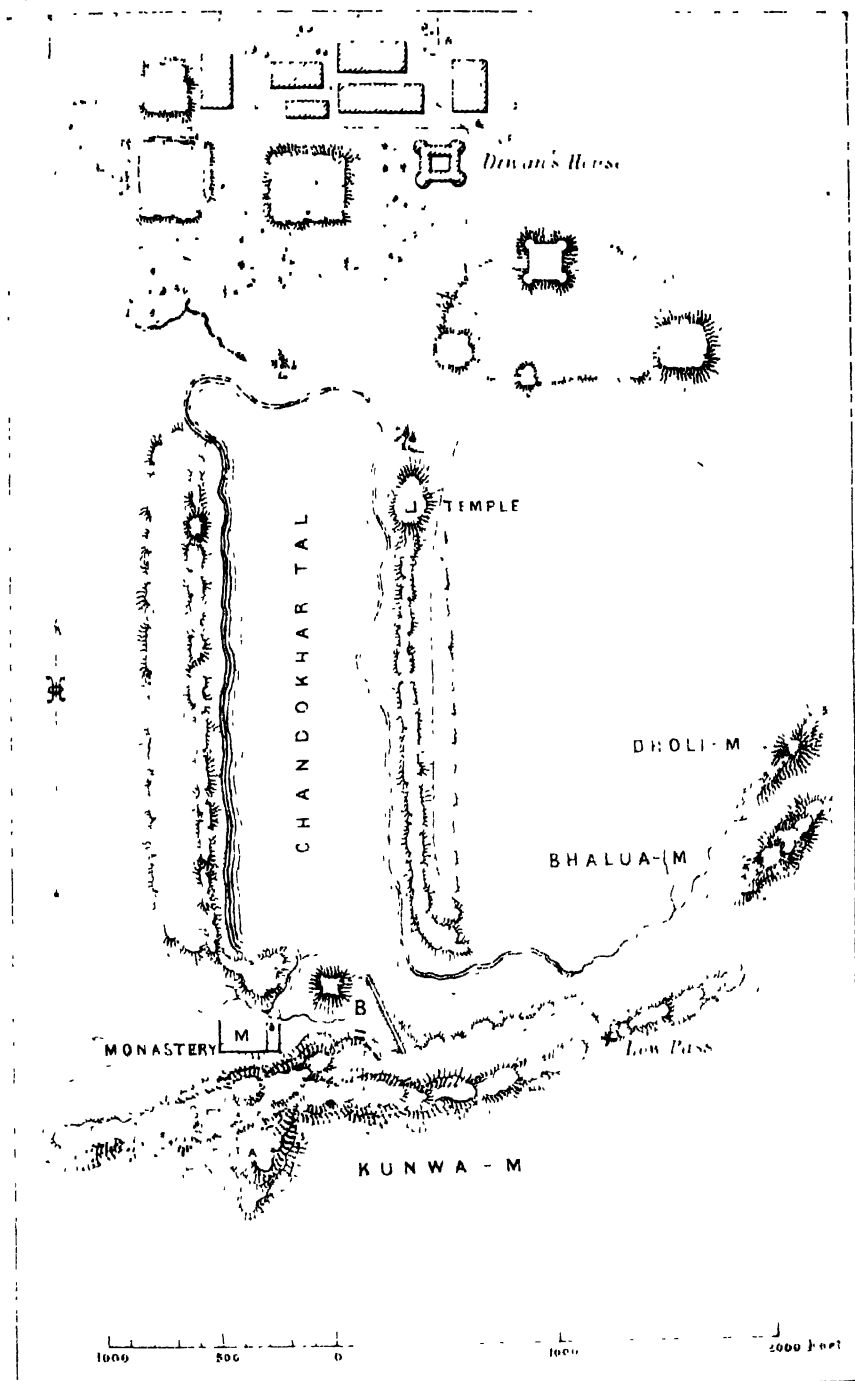 Diwan's House
TEMPLE
CHANDOKHAR TAL
DHOLI-M
BHALUA-M
B
M
MONASTERY
Low Pass
A
KUNWA-M
1000 500 0 1000 2000 Feet